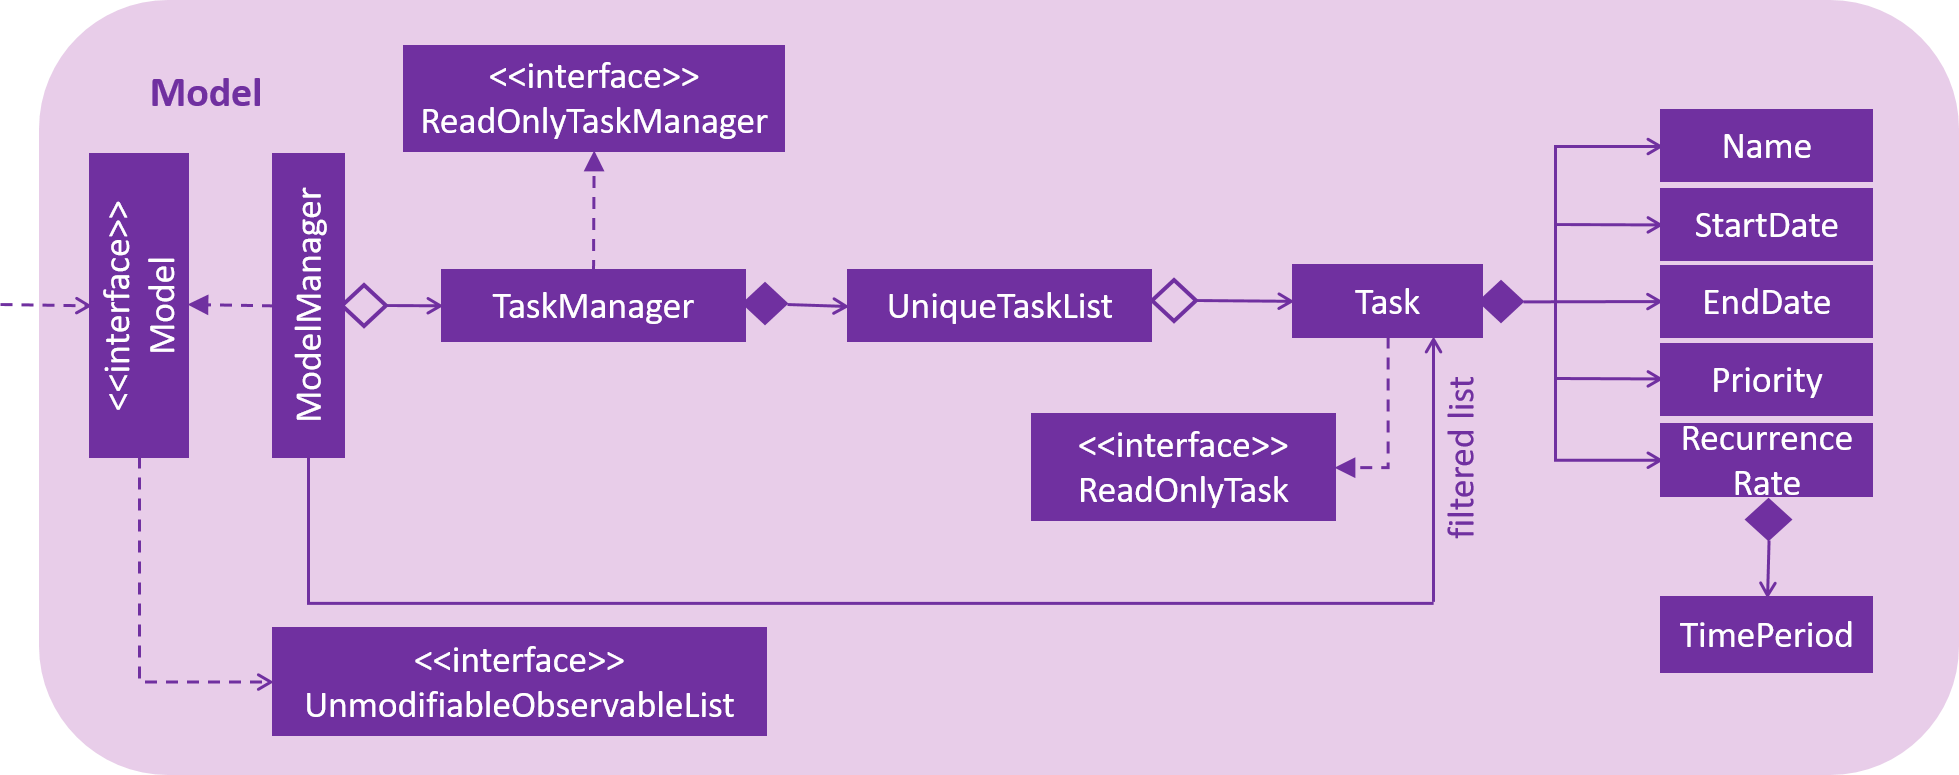 Model
<<interface>>
ReadOnlyTaskManager
<<interface>>
Model
ModelManager
TaskManager
UniqueTaskList
Task
Name
StartDate
EndDate
Priority
Recurrence
Rate
TimePeriod
<<interface>>
ReadOnlyTask
filtered list
<<interface>>
UnmodifiableObservableList